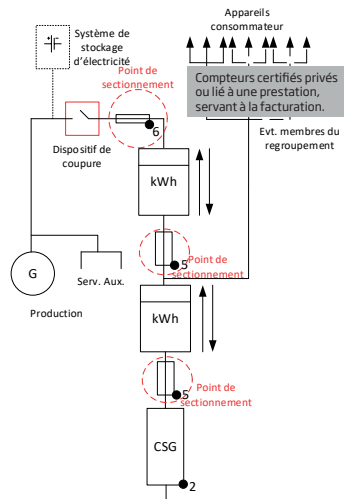 Système de
stockage
d'électricité
Appareils
consommateur
Point de
sectionnement
Compteurs certifiés privés
ou lié à une prestation,
servant à la facturation.
6
Evt. membres du
regroupement
Dispositif de
coupure
kWh
G
Serv. Aux.
5
Point de
sectionnement
Production
kWh
Point de
sectionnement
5
CSG
2